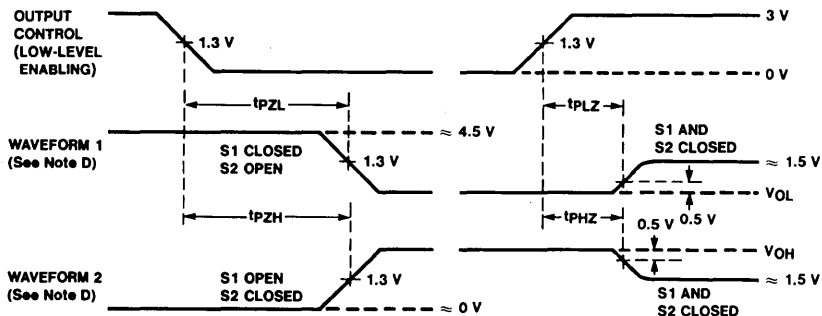 OUTPUT
CONTROL
(LOW-LEVEL
ENABLING)
1.3 V
1.3 V
3 V
0 V
tPZL
tPLZ
WAVEFORM 1
(See Note D)
S1 CLOSED
S2 OPEN
1.3 V
≈ 4.5 V
S1 AND
S2 CLOSED
≈ 1.5 V
VOL
0.5 V
tPZH
tPHZ
0.5 V
VOH
WAVEFORM 2
(See Note D)
S1 OPEN
S2 CLOSED
1.3 V
≈ 0 V
≈ 1.5 V
S1 AND
S2 CLOSED